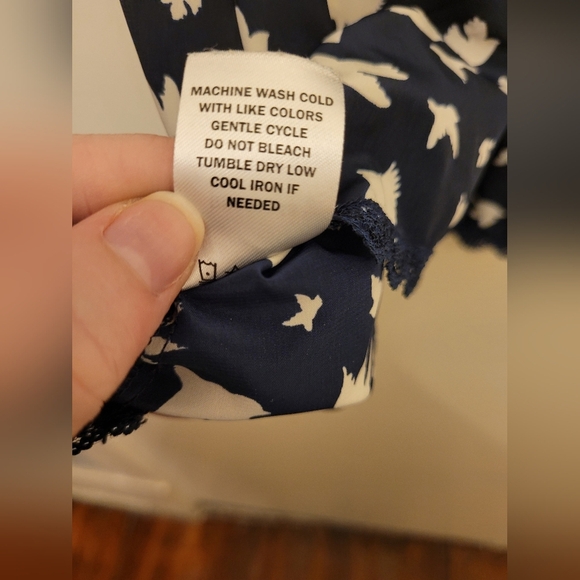 MACHINE WASH COLD
WITH LIKE COLORS
GENTLE CYCLE
DO NOT BLEACH
TUMBLE DRY LOW
COOL IRON IF
NEEDED